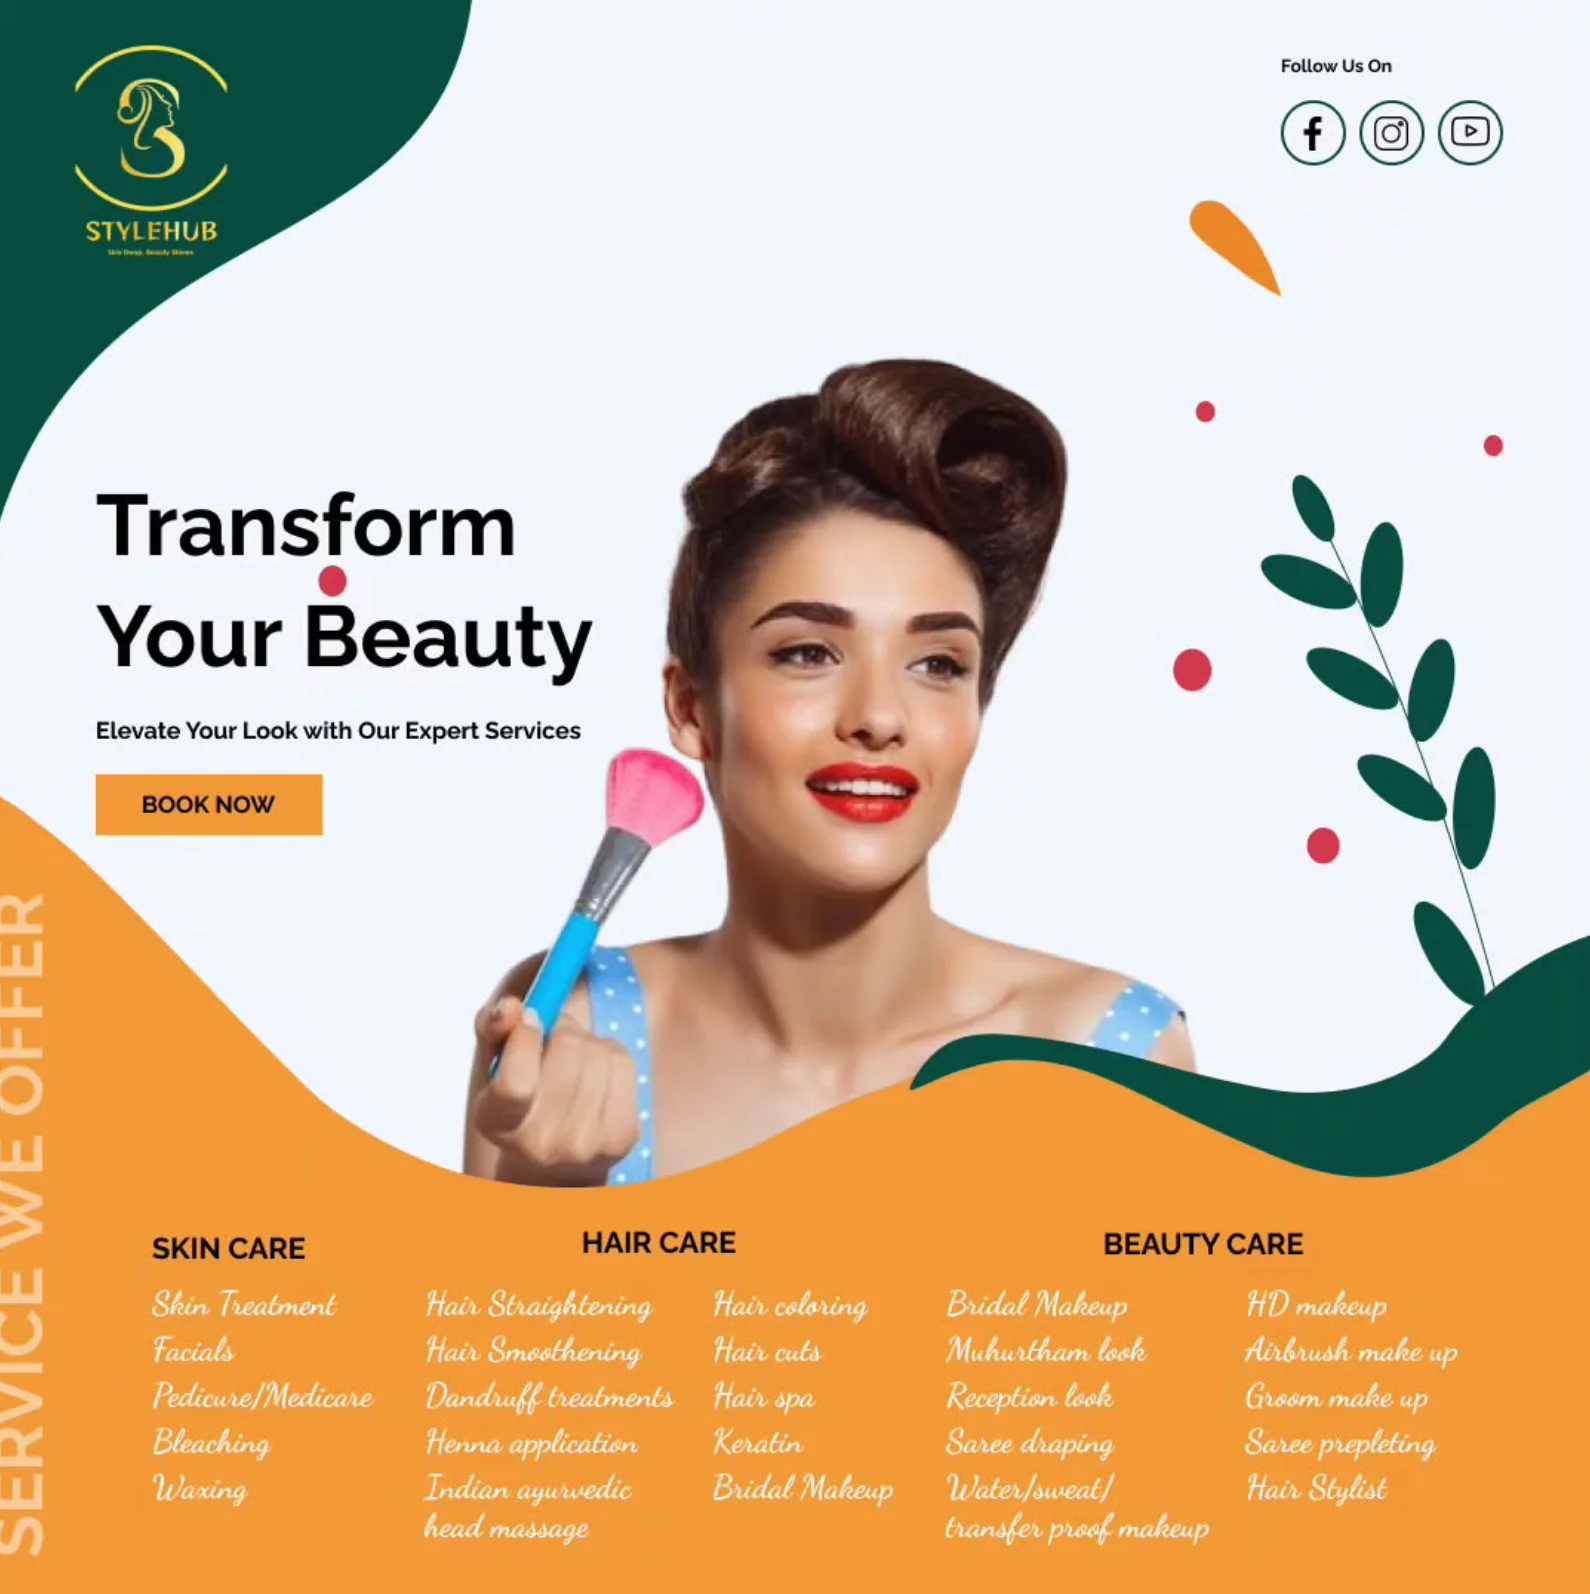 STYLEHUB
Skin Deep, Beauty Shines
Follow Us On
Transform
Your Beauty
Elevate Your Look with Our Expert Services
BOOK NOW
SERVICE WE OFFER
SKIN CARE
Skin Treatment
Facials
Pedicure/Medicare
Bleaching
Waxing
HAIR CARE
Hair Straightening
Hair Smoothening
Dandruff treatments
Henna application
Indian ayurvedic
head massage
Hair coloring
Hair cuts
Hair spa
Keratin
Bridal Makeup
BEAUTY CARE
Bridal Makeup
Muhurtham look
Reception look
Saree draping
Water/sweat/
transfer proof makeup
HD makeup
Airbrush make up
Groom make up
Saree prepleting
Hair Stylist